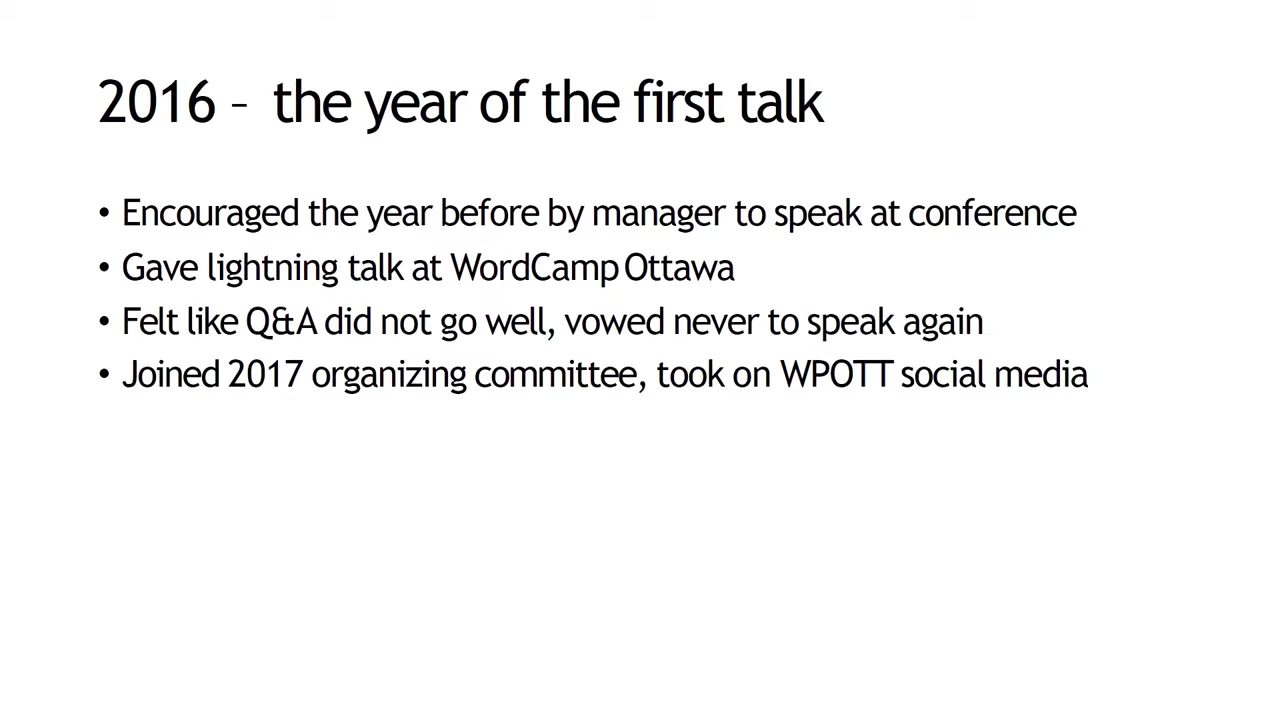 2016 – the year of the first talk
• Encouraged the year before by manager to speak at conference
• Gave lightning talk at WordCamp Ottawa
• Felt like Q&A did not go well, vowed never to speak again
• Joined 2017 organizing committee, took on WPOTT social media